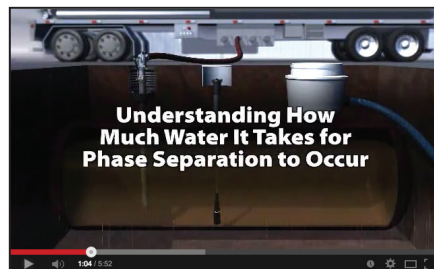 Understanding How
Much Water It Takes for
Phase Separation to Occur
1:04 / 5:52